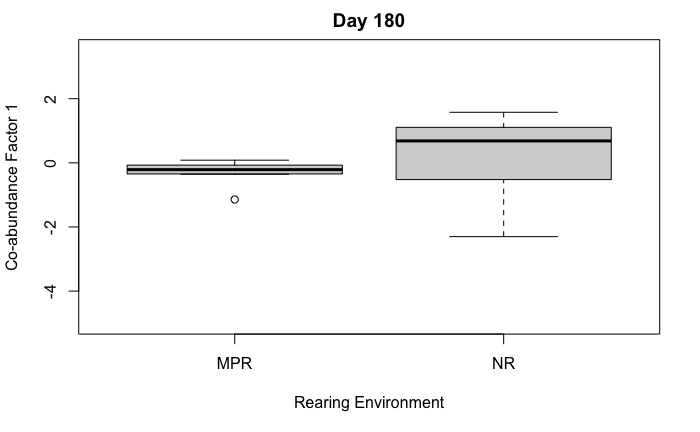 Day 180
Co-abundance Factor 1
2
0
-2
-4
MPR
NR
Rearing Environment